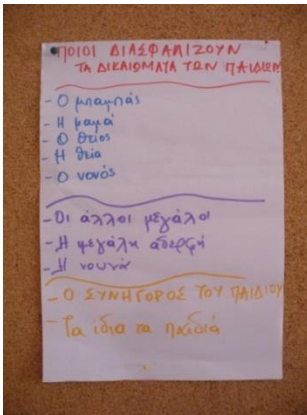 ΠΟΙΟΙ ΔΙΑΣΦΑΛΙΖΟΥΝ
ΤΑ ΔΙΚΑΙΩΜΑΤΑ ΤΩΝ ΠΑΙΔΙΩΝ
- Ο μπαμπάς
- Η μαμά
- Ο θείος
- Η θεία
- Ο νονός
- Οι άλλοι μεγάλοι
- Η μεγάλη αδερφή
- Η νουνά
- Ο ΣΥΝΗΓΟΡΟΣ ΤΟΥ ΠΑΙΔΙΟΥ
- Τα ίδια τα παιδιά